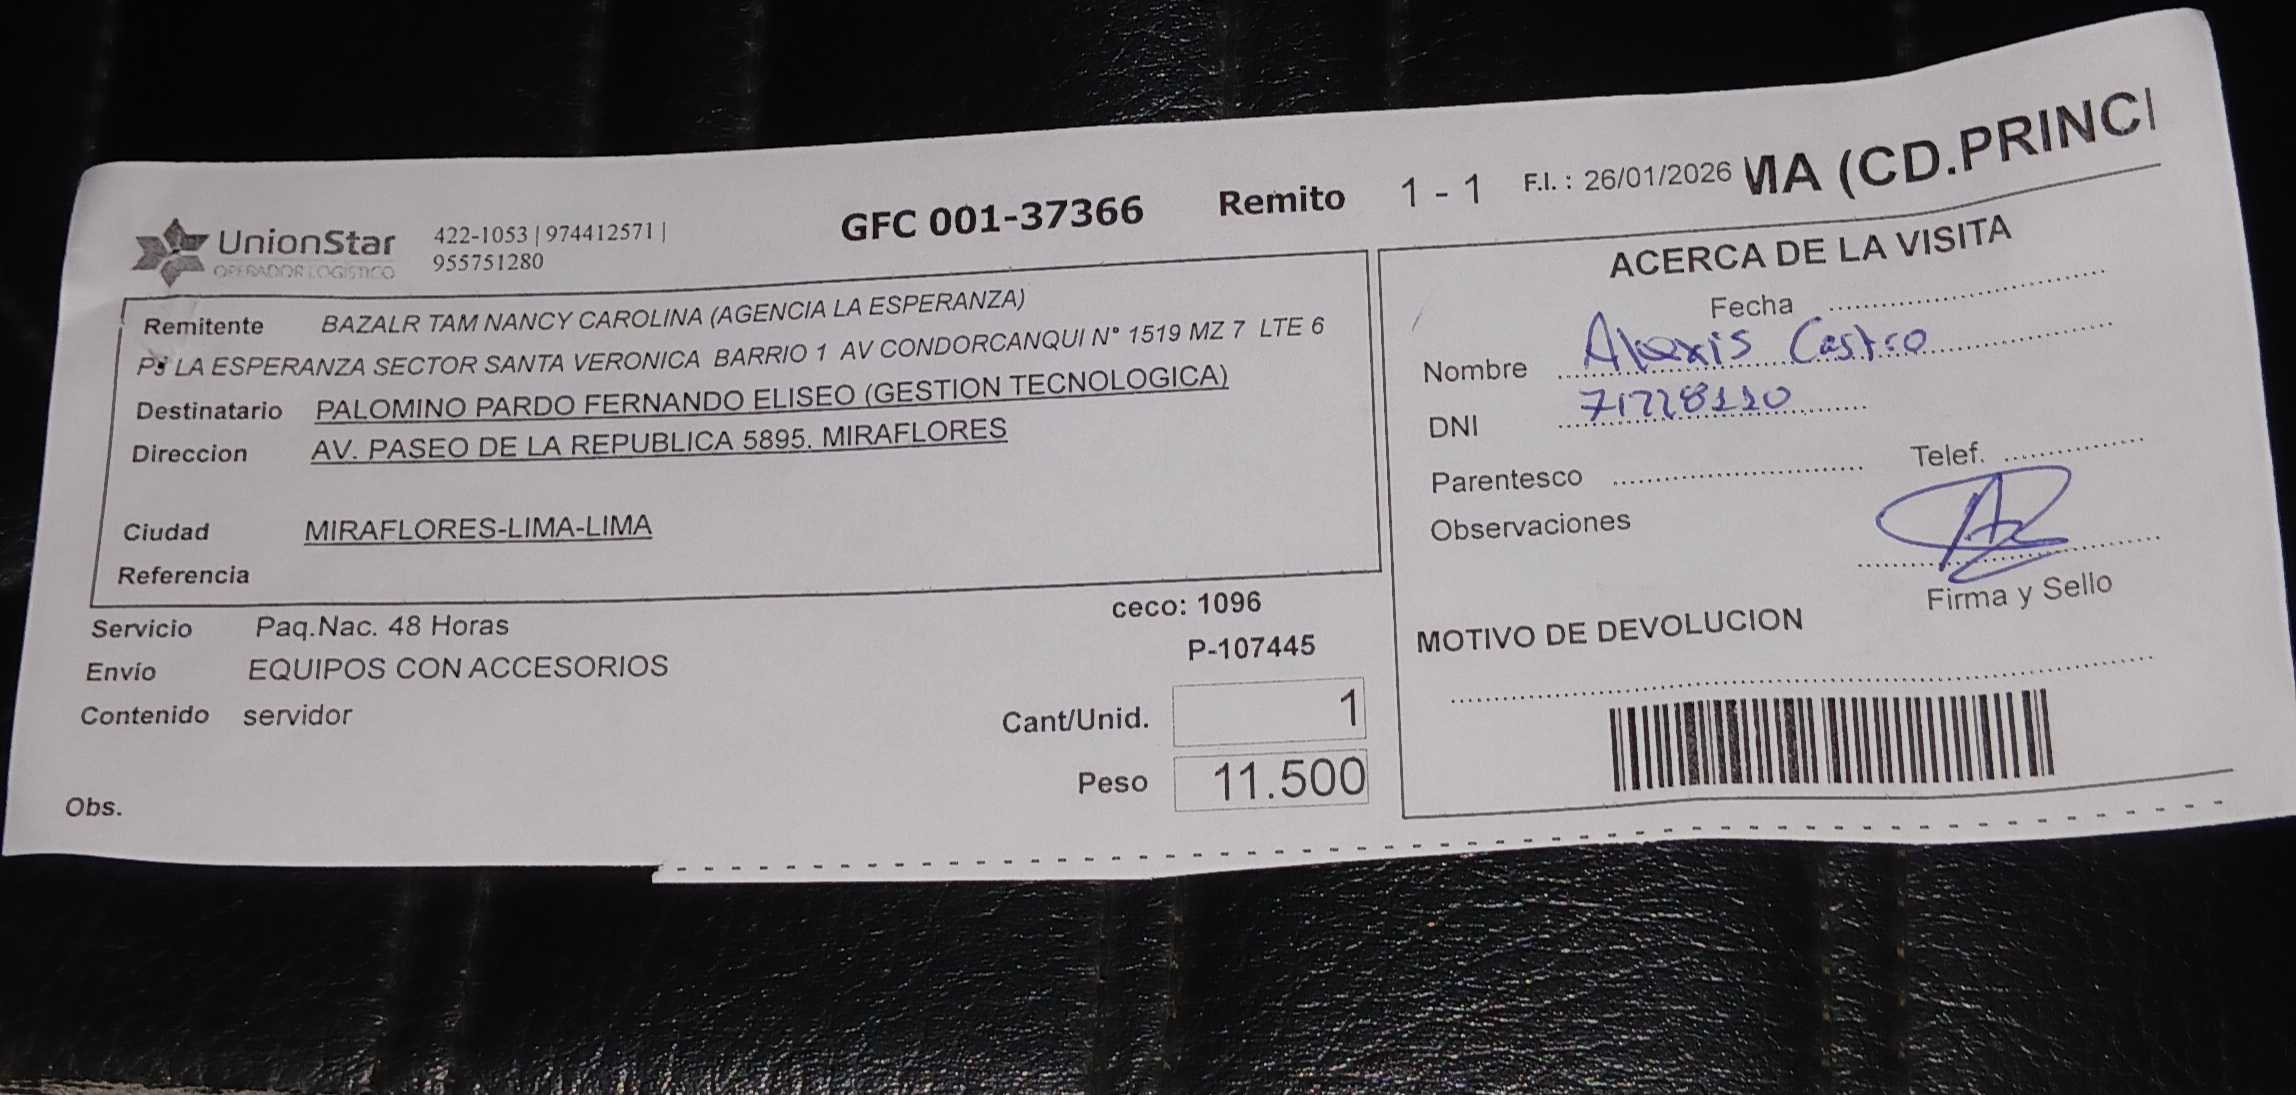 UnionStar
OPERADOR LOGÍSTICO
422-1053 | 974412571 |
955751280
GFC 001-37366 Remito 1 - 1 F.I. : 26/01/2026 MA (CD.PRINCI
Remitente BAZALR TAM NANCY CAROLINA (AGENCIA LA ESPERANZA)
LA ESPERANZA SECTOR SANTA VERONICA BARRIO 1 AV CONDORCANQUI N° 1519 MZ 7 LTE 6
Destinatario PALOMINO PARDO FERNANDO ELISEO (GESTION TECNOLOGICA)
Direccion AV. PASEO DE LA REPUBLICA 5895. MIRAFLORES
Ciudad MIRAFLORES-LIMA-LIMA
Referencia
Servicio Paq.Nac. 48 Horas
ceco: 1096
Envío EQUIPOS CON ACCESORIOS
P-107445
Contenido servidor
Cant/Unid. 1
Peso 11.500
Obs.
ACERCA DE LA VISITA
Fecha
Nombre Alexis Castro
DNI 71728110
Parentesco Telef.
Observaciones
Firma y Sello
MOTIVO DE DEVOLUCION